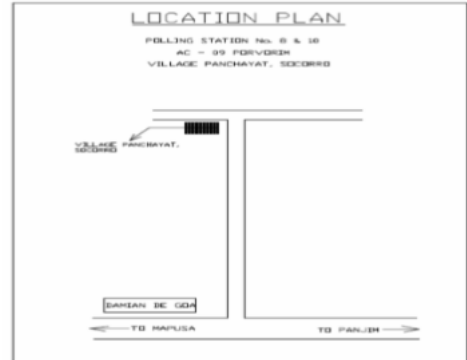 LOCATION PLAN
POLLING STATION No. 8 & 10
AC - 09 PORVORIM
VILLAGE PANCHAYAT, SOCORRO
VILLAGE PANCHAYAT,
SOCORRO
DAMIAN DE GOA
TO MAPUSA
TO PANJIM